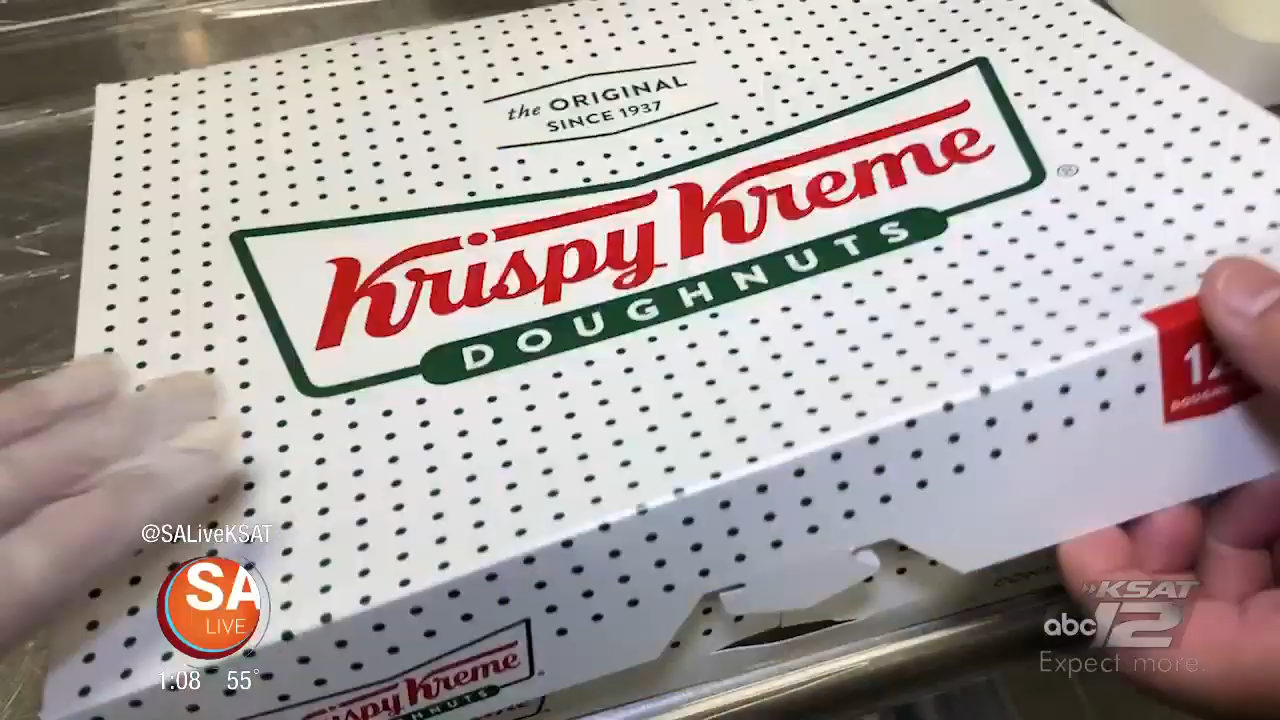 the ORIGINAL
SINCE 1937
Krispy Kreme
®
DOUGHNUTS
@SALiveKSAT
SA
LIVE
1:08 55°
KSAT
abc 12
Expect more.
Krispy Kreme